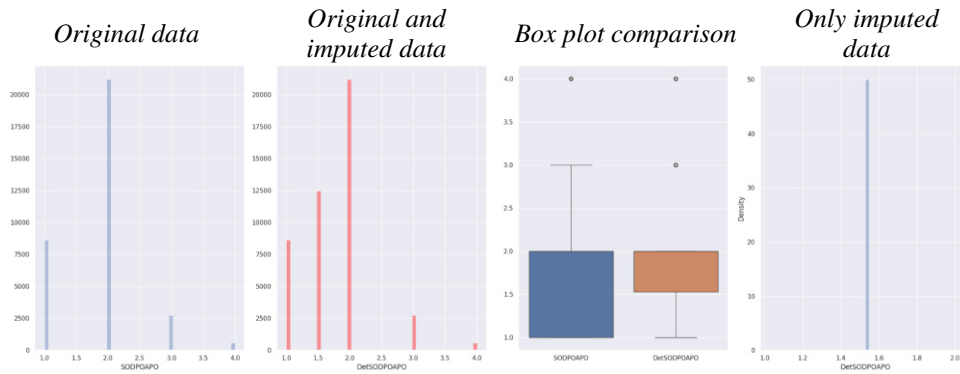 Original data
Original and
imputed data
Box plot comparison
Only imputed
data
20000
17500
15000
12500
10000
7500
5000
2500
0
1.0 1.5 2.0 2.5 3.0 3.5 4.0
SODPOAPO
20000
17500
15000
12500
10000
7500
5000
2500
0
1.0 1.5 2.0 2.5 3.0 3.5 4.0
DetSODPOAPO
4.0
3.5
3.0
2.5
2.0
1.5
1.0
SODPOAPO DetSODPOAPO
Density
50
40
30
20
10
0
1.0 1.2 1.4 1.6 1.8 2.0
DetSODPOAPO